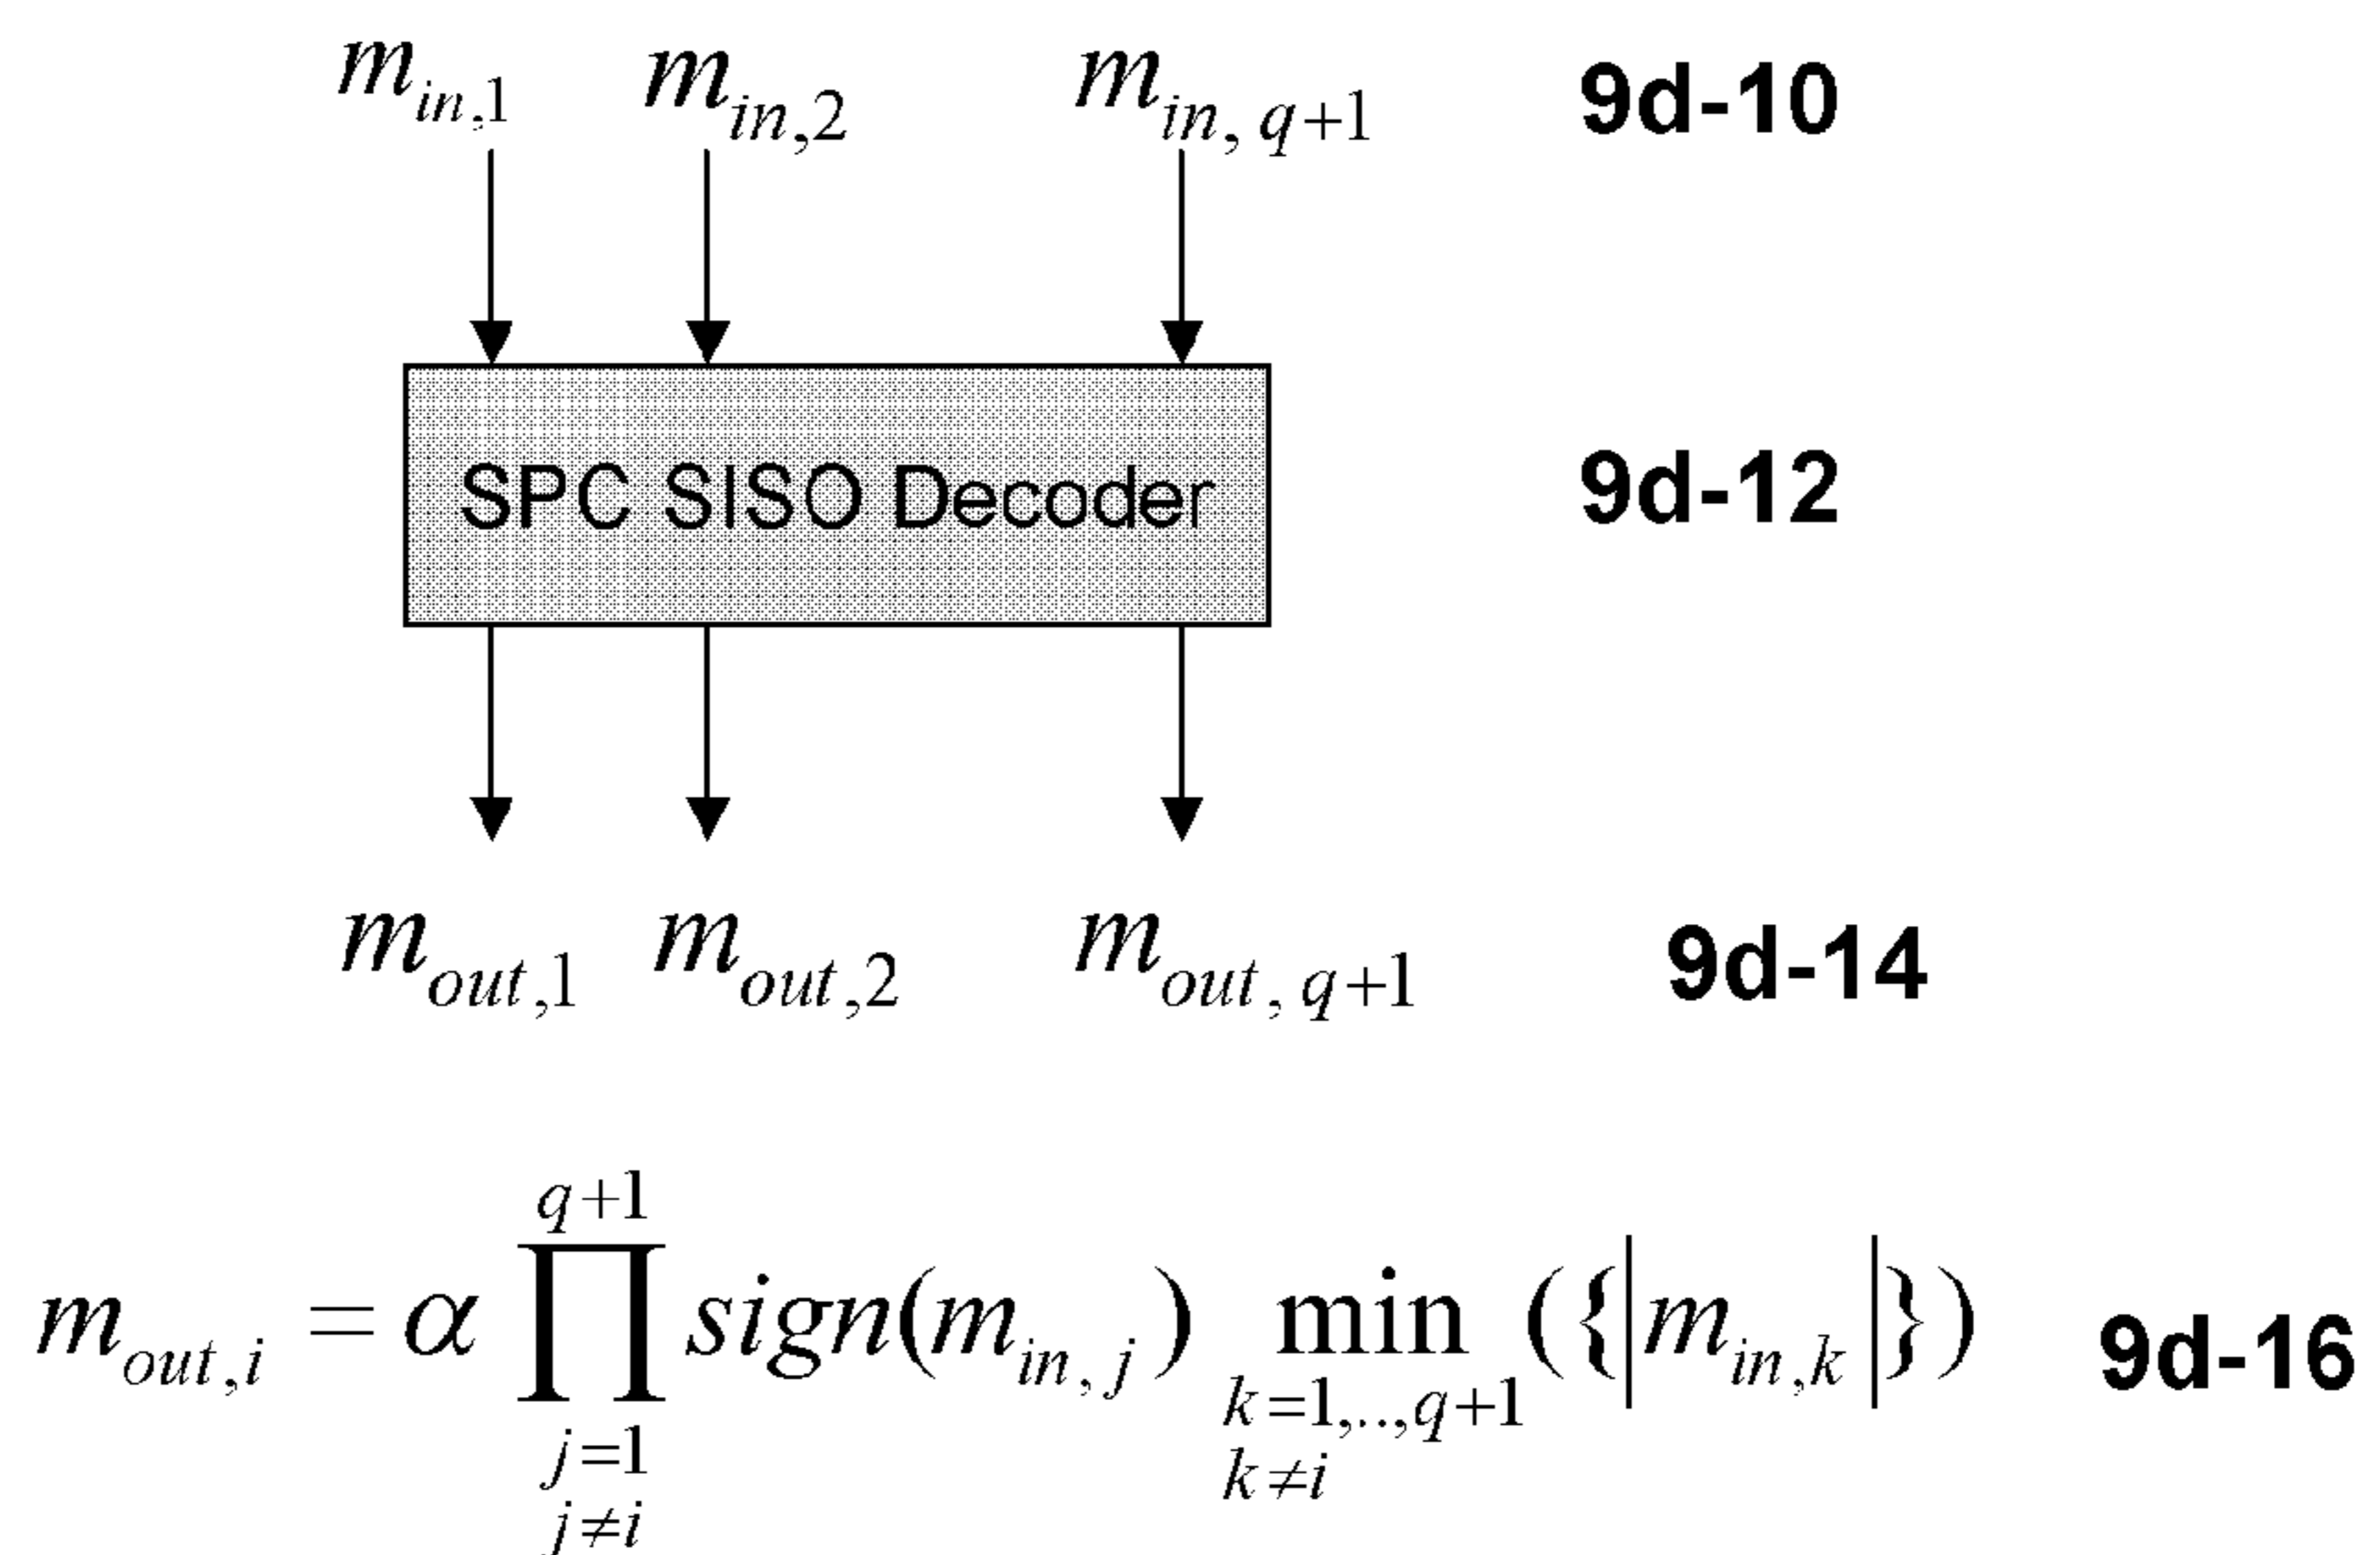 m_{in,1} m_{in,2} m_{in, q+1} 9d-10
SPC SISO Decoder 9d-12
m_{out,1} m_{out,2} m_{out, q+1} 9d-14
m_{out,i} = α ∏_{j=1, j≠i}^{q+1} sign(m_{in,j}) min_{k=1,..,q+1, k≠i} ({|m_{in,k}|}) 9d-16